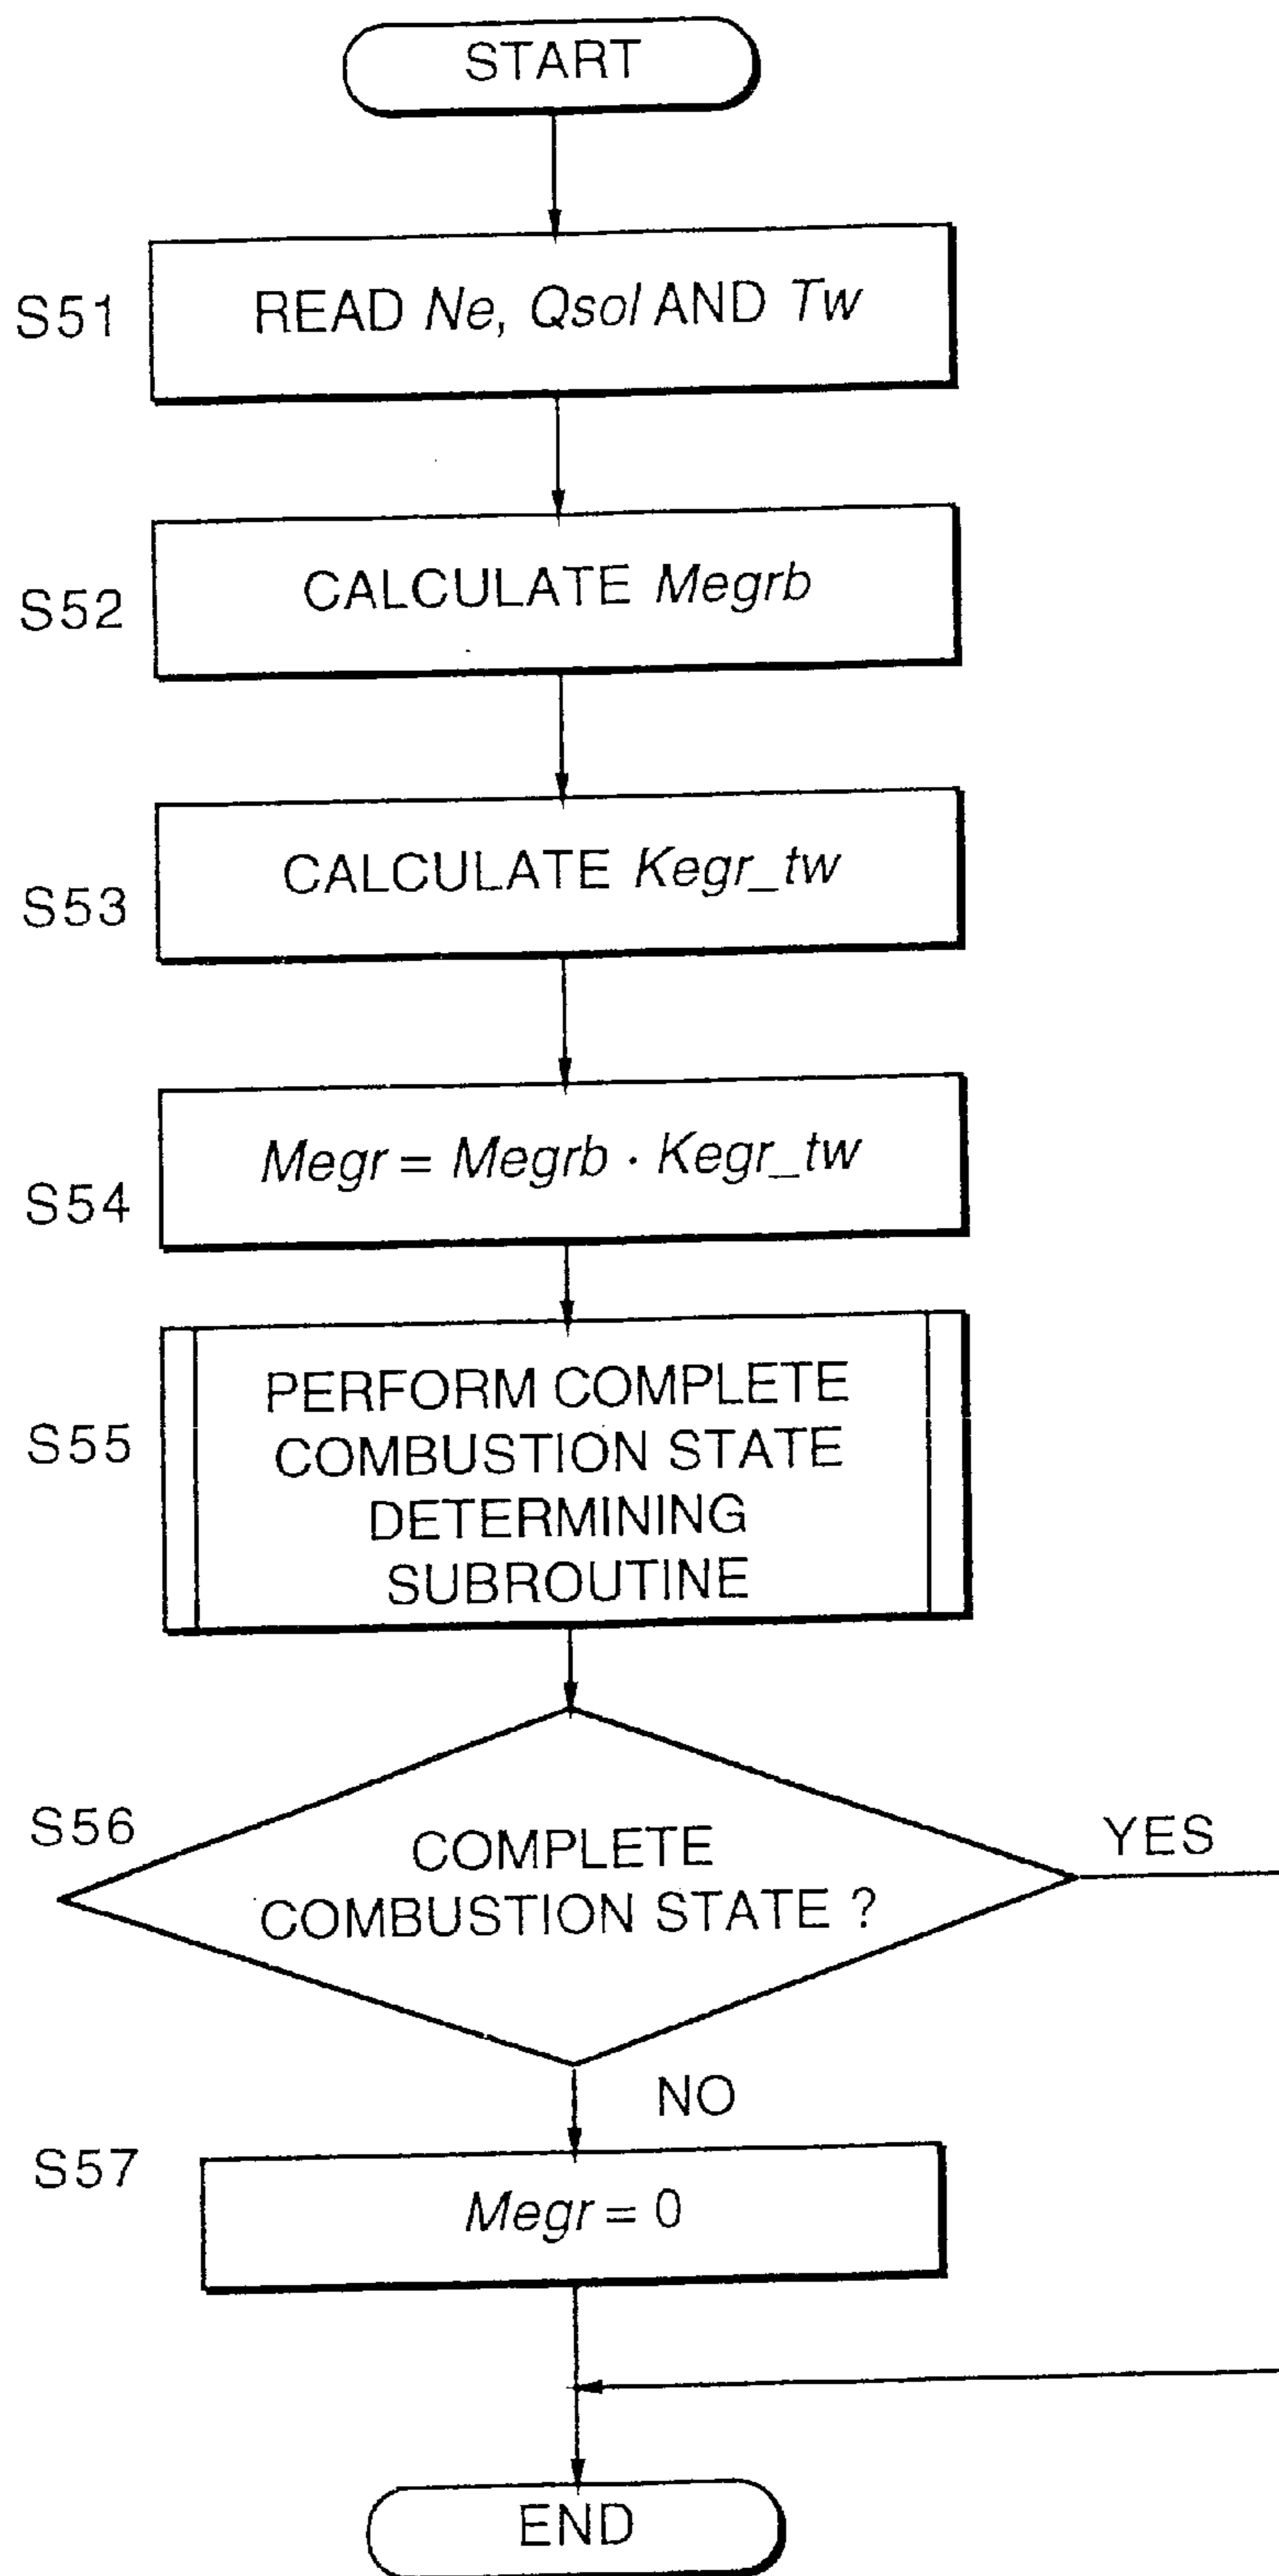 START
S51
READ Ne, Qsol AND Tw
S52
CALCULATE Megrb
S53
CALCULATE Kegr_tw
S54
Megr = Megrb · Kegr_tw
S55
PERFORM COMPLETE
COMBUSTION STATE
DETERMINING
SUBROUTINE
S56
COMPLETE
COMBUSTION STATE ?
YES
NO
S57
Megr = 0
END